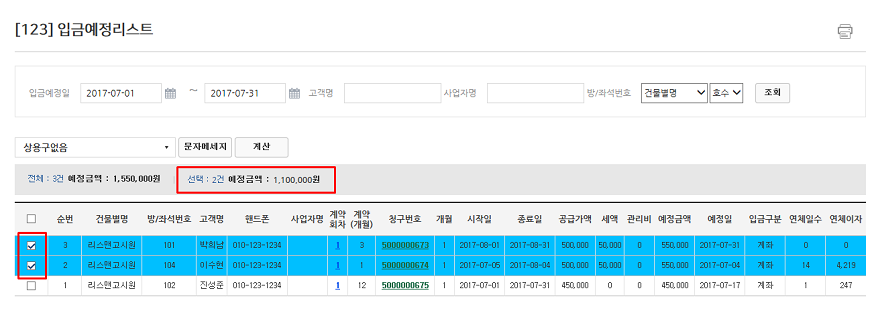 [123] 입금예정리스트
입금예정일 2017-07-01 ~ 2017-07-31 고객명 사업자명 방/좌석번호 건물별명 호수 조회
상용구없음 문자메세지 계산
전체 : 3건 예정금액 : 1,550,000원 선택 : 2건 예정금액 : 1,100,000원
순번 건물별명 방/좌석번호 고객명 핸드폰 사업자명 계약회차 계약(개월) 청구번호 개월 시작일 종료일 공급가액 세액 관리비 예정금액 예정일 입금구분 연체일수 연체이자
3 리스맨고시원 101 박희남 010-123-1234 1 3 5000000673 1 2017-08-01 2017-08-31 500,000 50,000 0 550,000 2017-07-31 계좌 0 0
2 리스맨고시원 104 이수현 010-123-1234 1 1 5000000674 1 2017-07-05 2017-08-04 500,000 50,000 0 550,000 2017-07-04 계좌 14 4,219
1 리스맨고시원 102 진성준 010-123-1234 1 12 5000000675 1 2017-07-01 2017-07-31 450,000 0 0 450,000 2017-07-17 계좌 1 247